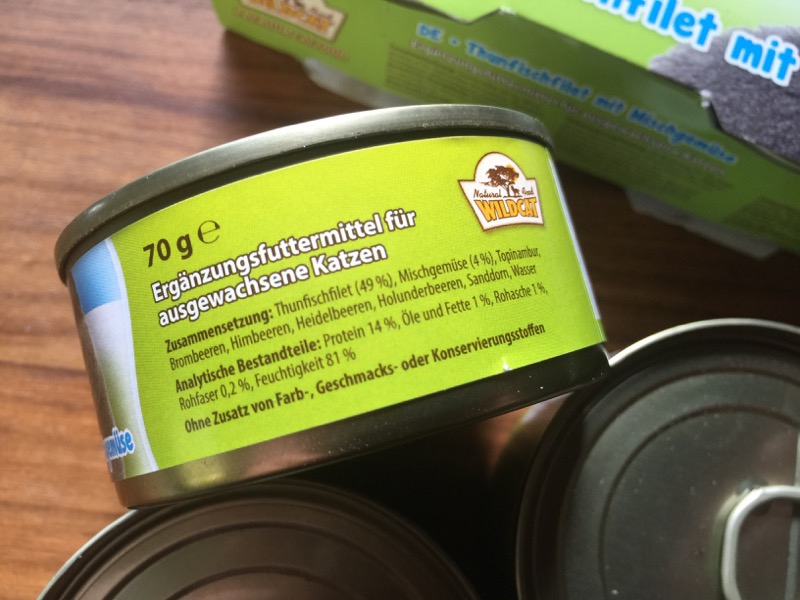 nfilet mit
DE • Thunfischfilet mit Mischgemüse
Natural
WILDCAT
70 g ℮
Ergänzungsfuttermittel für
ausgewachsene Katzen
Zusammensetzung: Thunfischfilet (49 %), Mischgemüse (4 %), Topinambur,
Brombeeren, Himbeeren, Heidelbeeren, Holunderbeeren, Sanddorn, Wasser
Analytische Bestandteile: Protein 14 %, Öle und Fette 1 %, Rohasche 1 %,
Rohfaser 0,2 %, Feuchtigkeit 81 %
Ohne Zusatz von Farb-, Geschmacks- oder Konservierungsstoffen
müse